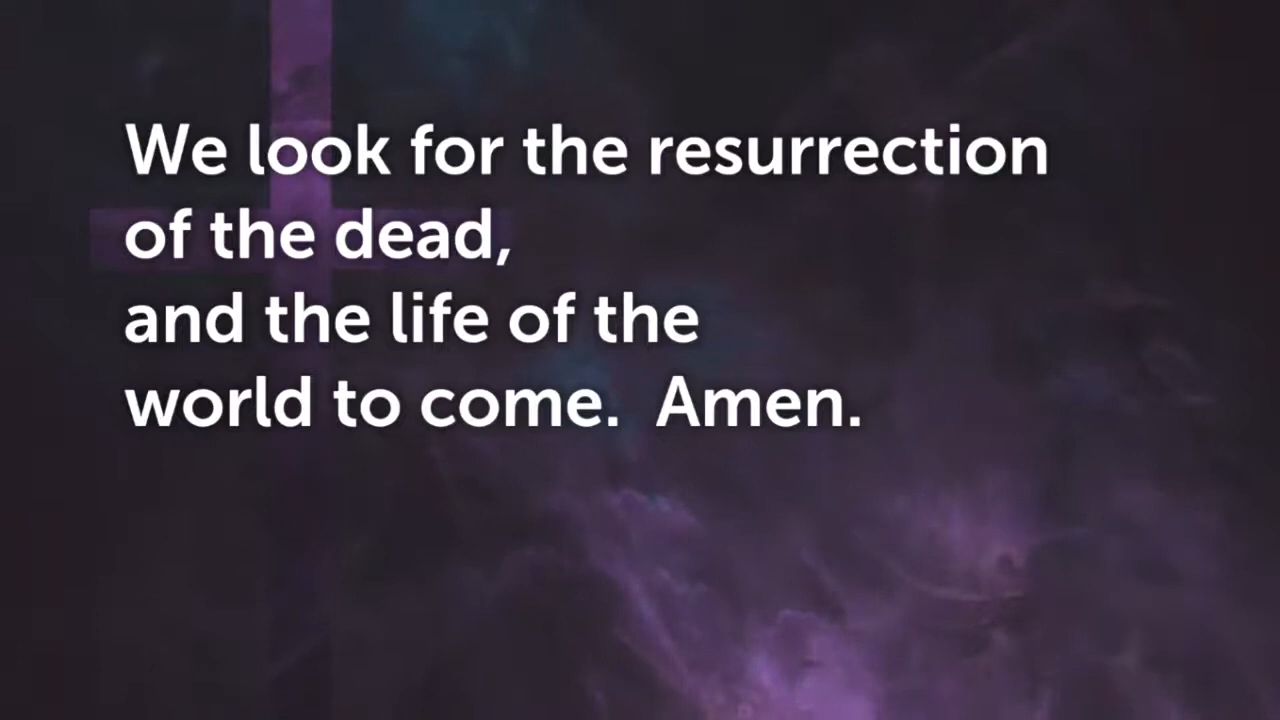 We look for the resurrection
of the dead,
and the life of the
world to come.  Amen.